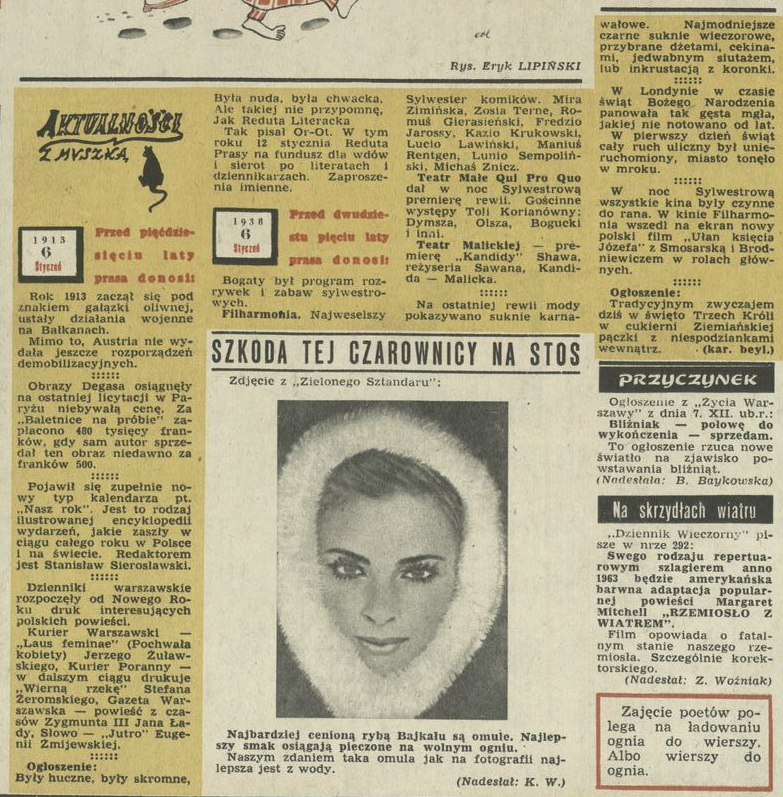 Rys. Eryk LIPIŃSKI
AKTUALNOŚCI
Z MYSZKĄ
1913
6
Styczeń
Przed pięćdzie-
sięciu laty
prasa donosi:
Rok 1913 zaczął się pod
znakiem gałązki oliwnej,
ustały działania wojenne
na Bałkanach.
Mimo to, Austria nie wy-
dała jeszcze rozporządzeń
demobilizacyjnych.
::::::
Obrazy Degasa osiągnęły
na ostatniej licytacji w Pa-
ryżu niebywałą cenę. Za
„Baletnice na próbie" za-
płacono 480 tysięcy fran-
ków, gdy sam autor sprze-
dał ten obraz niedawno za
franków 500.
::::::
Pojawił się zupełnie no-
wy typ kalendarza pt.
„Nasz rok". Jest to rodzaj
ilustrowanej encyklopedii
wydarzeń, jakie zaszły w
ciągu całego roku w Polsce
i na świecie. Redaktorem
jest Stanisław Sierosławski.
::::::
Dzienniki warszawskie
rozpoczęły od Nowego Ro-
ku druk interesujących
polskich powieści.
Kurier Warszawski —
„Laus feminae" (Pochwała
kobiety) Jerzego Żuław-
skiego, Kurier Poranny —
w dalszym ciągu drukuje
„Wierną rzekę" Stefana
Żeromskiego, Gazeta War-
szawska — powieść z cza-
sów Zygmunta III Jana Ła-
dy, Słowo — „Jutro" Euge-
nii Żmijewskiej.
::::::
Ogłoszenie:
Były huczne, były skromne,
Była nuda, była chwacka,
Ale takiej nie przypomnę,
Jak Reduta Literacka
Tak pisał Or-Ot. W tym
roku 12 stycznia Reduta
Prasy na fundusz dla wdów
i sierot po literatach i
dziennikarzach. Zaprosze-
nia imienne.
1938
6
Styczeń
Przed dwudzie-
stu pięciu laty
prasa donosi:
Bogaty był program roz-
rywek i zabaw sylwestro-
wych.
Filharmonia. Najweselszy
Sylwester komików. Mira
Zimińska, Zosia Terne, Ro-
muś Gierasieński, Fredzio
Jarossy, Kazio Krukowski,
Lucio Lawiński, Maniuś
Rentgen, Lunio Sempoliń-
ski, Michaś Znicz.
Teatr Małe Qui Pro Quo
dał w noc Sylwestrową
premierę rewii. Gościnne
występy Toli Korianówny;
Dymsza, Olsza, Bogucki
i inni.
Teatr Malickiej — pre-
mierę „Kandydy" Shawa,
reżyseria Sawana, Kandi-
da — Malicka.
::::::
Na ostatniej rewii mody
pokazywano suknie karna-
wałowe. Najmodniejsze
czarne suknie wieczorowe,
przybrane dżetami, cekina-
mi, jedwabnym siutażem,
lub inkrustacją z koronki.
::::::
W Londynie w czasie
świąt Bożego Narodzenia
panowała tak gęsta mgła,
jakiej nie notowano od lat.
W pierwszy dzień świąt
cały ruch uliczny był unie-
ruchomiony, miasto tonęło
w mroku.
::::::
W noc Sylwestrową
wszystkie kina były czynne
do rana. W kinie Filharmo-
nia wszedł na ekran nowy
polski film „Ułan księcia
Józefa" z Smosarską i Brod-
niewiczem w rolach głów-
nych.
::::::
Ogłoszenie:
Tradycyjnym zwyczajem
dziś w święto Trzech Króli
w cukierni Ziemiańskiej
pączki z niespodziankami
wewnątrz. (kar. beyl.)
SZKODA TEJ CZAROWNICY NA STOS
Zdjęcie z „Zielonego Sztandaru":
Najbardziej cenioną rybą Bajkału są omule. Najlep-
szy smak osiągają pieczone na wolnym ogniu.
Naszym zdaniem taka omula jak na fotografii naj-
lepsza jest z wody.
(Nadesłał: K. W.)
PRZYCZYNEK
Ogłoszenie z „Życia War-
szawy" z dnia 7. XII. ub.r.:
Bliźniak — połowę do
wykończenia — sprzedam.
To ogłoszenie rzuca nowe
światło na zjawisko po-
wstawania bliźniąt.
(Nadesłała: B. Baykowska)
Na skrzydłach wiatru
„Dziennik Wieczorny" pi-
sze w nrze 292:
Swego rodzaju repertua-
rowym szlagierem anno
1963 będzie amerykańska
barwna adaptacja popular-
nej powieści Margaret
Mitchell „RZEMIOSŁO Z
WIATREM".
Film opowiada o fatal-
nym stanie naszego rze-
miosła. Szczególnie korek-
torskiego.
(Nadesłał: Z. Woźniak)
Zajęcie poetów po-
lega na ładowaniu
ognia do wierszy.
Albo wierszy do
ognia.